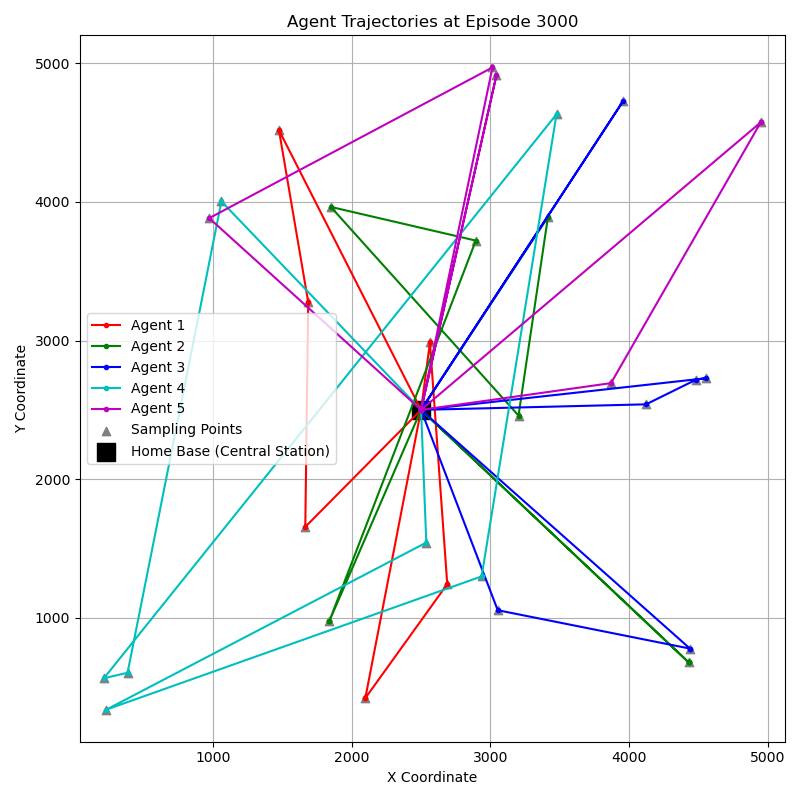 Agent Trajectories at Episode 3000
Y Coordinate
5000
4000
3000
2000
1000
Agent 1
Agent 2
Agent 3
Agent 4
Agent 5
Sampling Points
Home Base (Central Station)
1000 2000 3000 4000 5000
X Coordinate